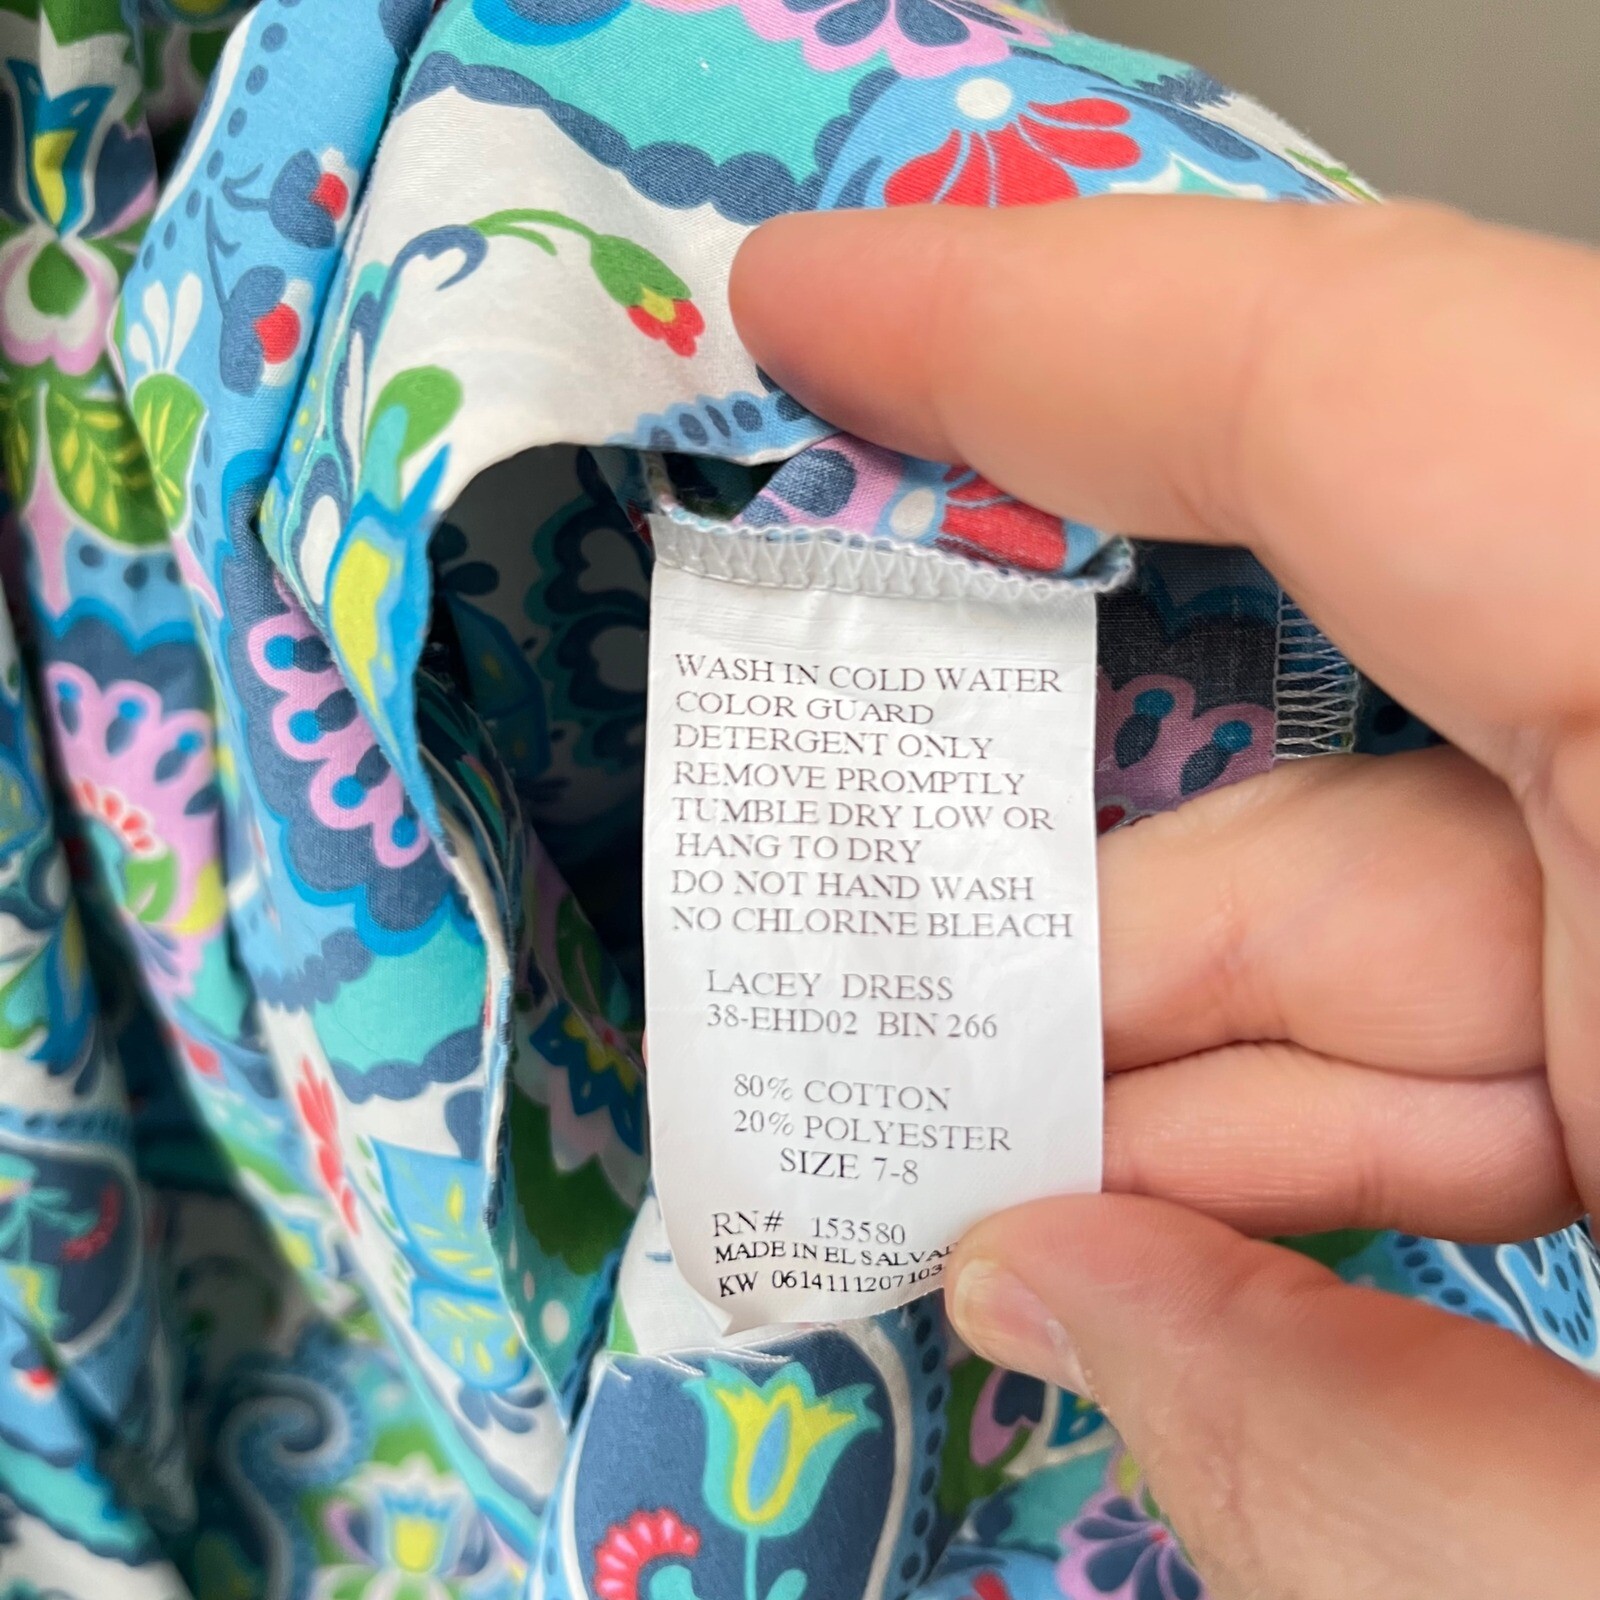 WASH IN COLD WATER
COLOR GUARD
DETERGENT ONLY
REMOVE PROMPTLY
TUMBLE DRY LOW OR
HANG TO DRY
DO NOT HAND WASH
NO CHLORINE BLEACH
LACEY DRESS
38-EHD02 BIN 266
80% COTTON
20% POLYESTER
SIZE 7-8
RN# 153580
MADE IN EL
KW